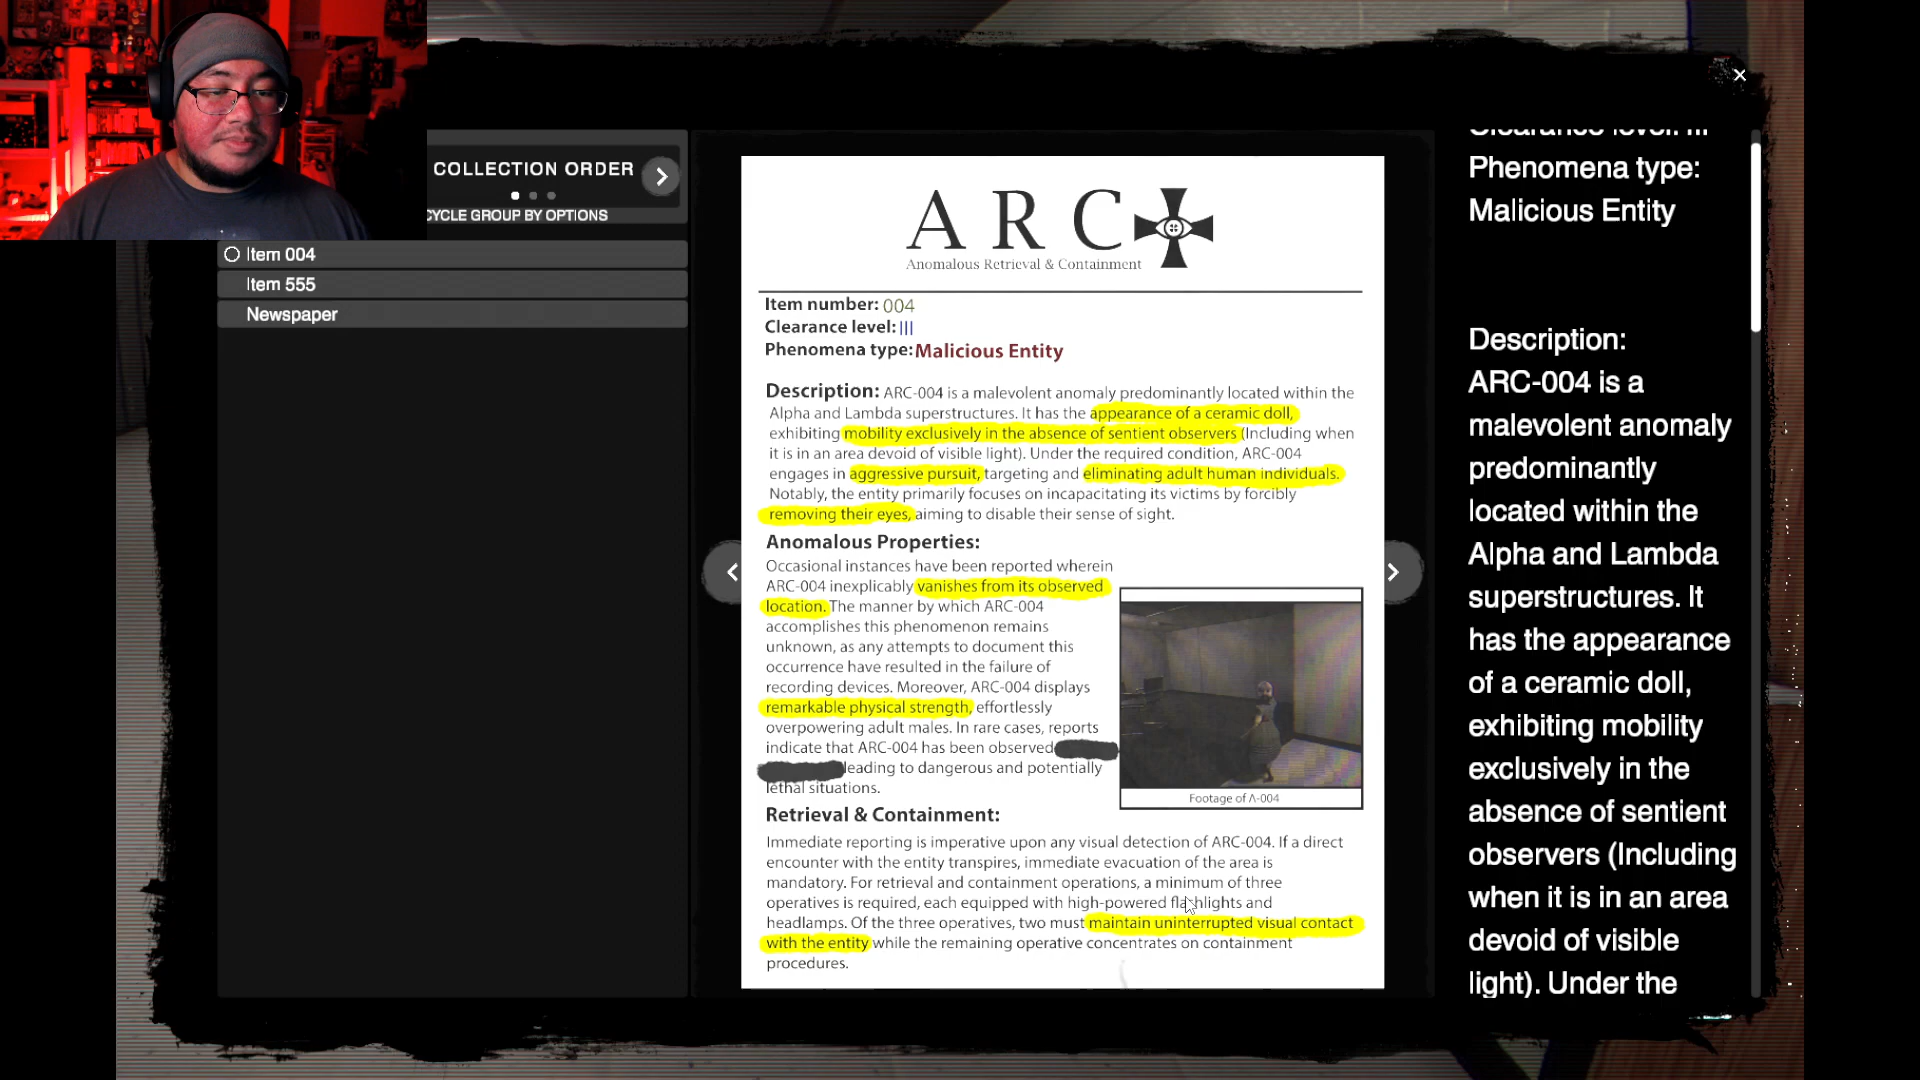 COLLECTION ORDER
CYCLE GROUP BY OPTIONS
Item 004
Item 555
Newspaper
ARC
Anomalous Retrieval & Containment
Item number: 004
Clearance level: III
Phenomena type: Malicious Entity
Description: ARC-004 is a malevolent anomaly predominantly located within the
Alpha and Lambda superstructures. It has the appearance of a ceramic doll,
exhibiting mobility exclusively in the absence of sentient observers (Including when
it is in an area devoid of visible light). Under the required condition, ARC-004
engages in aggressive pursuit, targeting and eliminating adult human individuals.
Notably, the entity primarily focuses on incapacitating its victims by forcibly
removing their eyes, aiming to disable their sense of sight.
Anomalous Properties:
Occasional instances have been reported wherein
ARC-004 inexplicably vanishes from its observed
location. The manner by which ARC-004
accomplishes this phenomenon remains
unknown, as any attempts to document this
occurrence have resulted in the failure of
recording devices. Moreover, ARC-004 displays
remarkable physical strength, effortlessly
overpowering adult males. In rare cases, reports
indicate that ARC-004 has been observed
leading to dangerous and potentially
lethal situations.
Footage of Λ-004
Retrieval & Containment:
Immediate reporting is imperative upon any visual detection of ARC-004. If a direct
encounter with the entity transpires, immediate evacuation of the area is
mandatory. For retrieval and containment operations, a minimum of three
operatives is required, each equipped with high-powered flashlights and
headlamps. Of the three operatives, two must maintain uninterrupted visual contact
with the entity while the remaining operative concentrates on containment
procedures.
Clearance level: III
Phenomena type:
Malicious Entity
Description:
ARC-004 is a
malevolent anomaly
predominantly
located within the
Alpha and Lambda
superstructures. It
has the appearance
of a ceramic doll,
exhibiting mobility
exclusively in the
absence of sentient
observers (Including
when it is in an area
devoid of visible
light). Under the